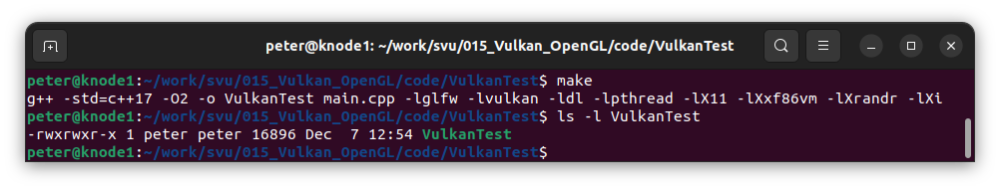 peter@knode1: ~/work/svu/015_Vulkan_OpenGL/code/VulkanTest
peter@knode1:~/work/svu/015_Vulkan_OpenGL/code/VulkanTest$ make
g++ -std=c++17 -O2 -o VulkanTest main.cpp -lglfw -lvulkan -ldl -lpthread -lX11 -lXxf86vm -lXrandr -lXi
peter@knode1:~/work/svu/015_Vulkan_OpenGL/code/VulkanTest$ ls -l VulkanTest
-rwxrwxr-x 1 peter peter 16896 Dec  7 12:54 VulkanTest
peter@knode1:~/work/svu/015_Vulkan_OpenGL/code/VulkanTest$